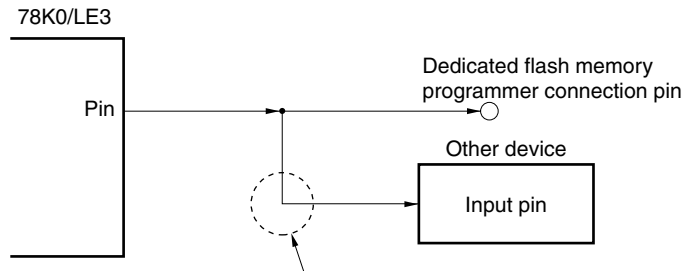 78K0/LE3
Dedicated flash memory
programmer connection pin
Pin
Other device
Input pin